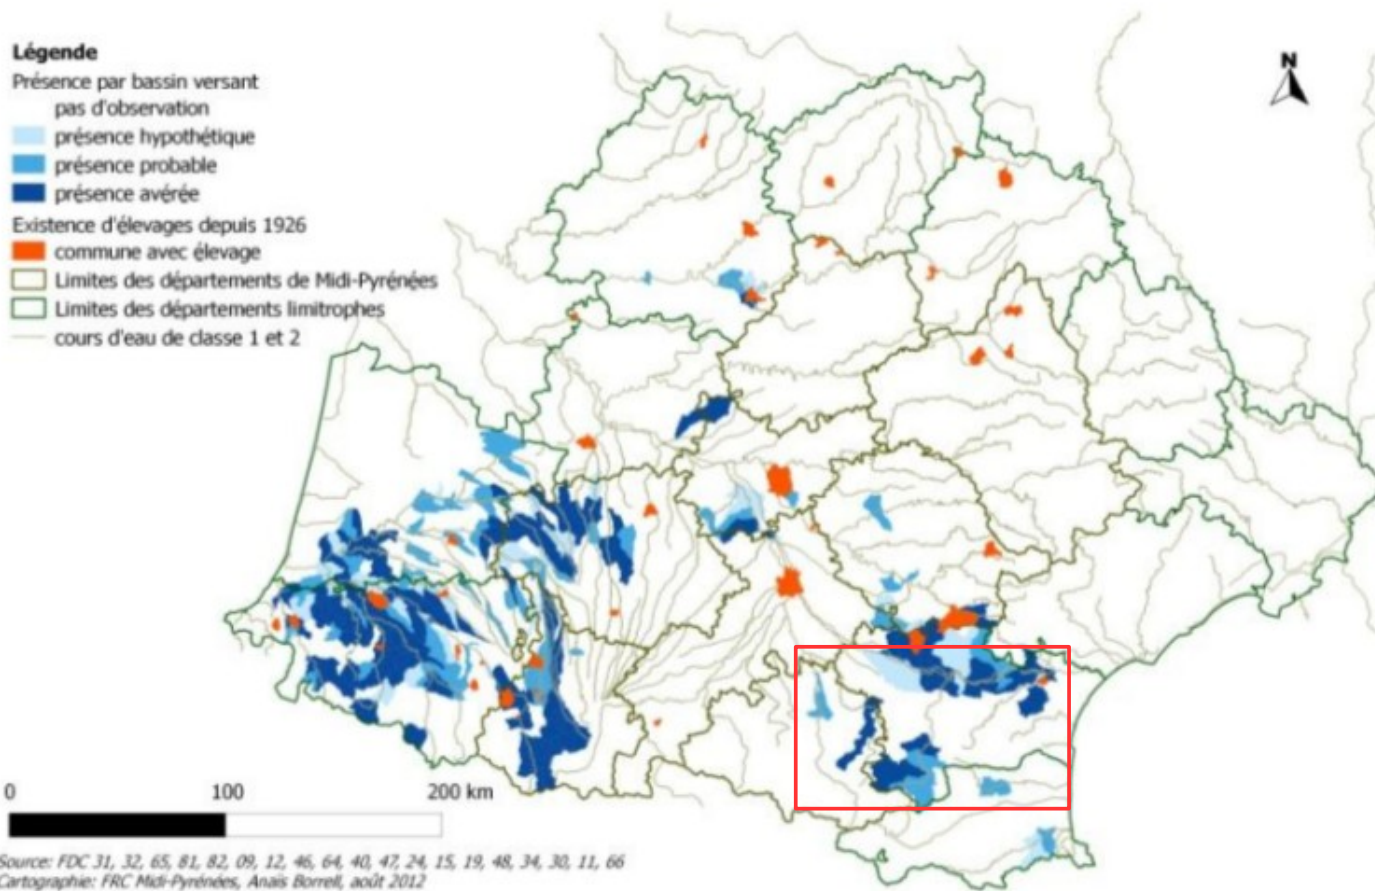 Légende
Présence par bassin versant
pas d'observation
présence hypothétique
présence probable
présence avérée
Existence d'élevages depuis 1926
commune avec élevage
Limites des départements de Midi-Pyrénées
Limites des départements limitrophes
cours d'eau de classe 1 et 2
N
0 100 200 km
Source: FDC 31, 32, 65, 81, 82, 09, 12, 46, 64, 40, 47, 24, 15, 19, 48, 34, 30, 11, 66
Cartographie: FRC Midi-Pyrénées, Anaïs Borrell, août 2012